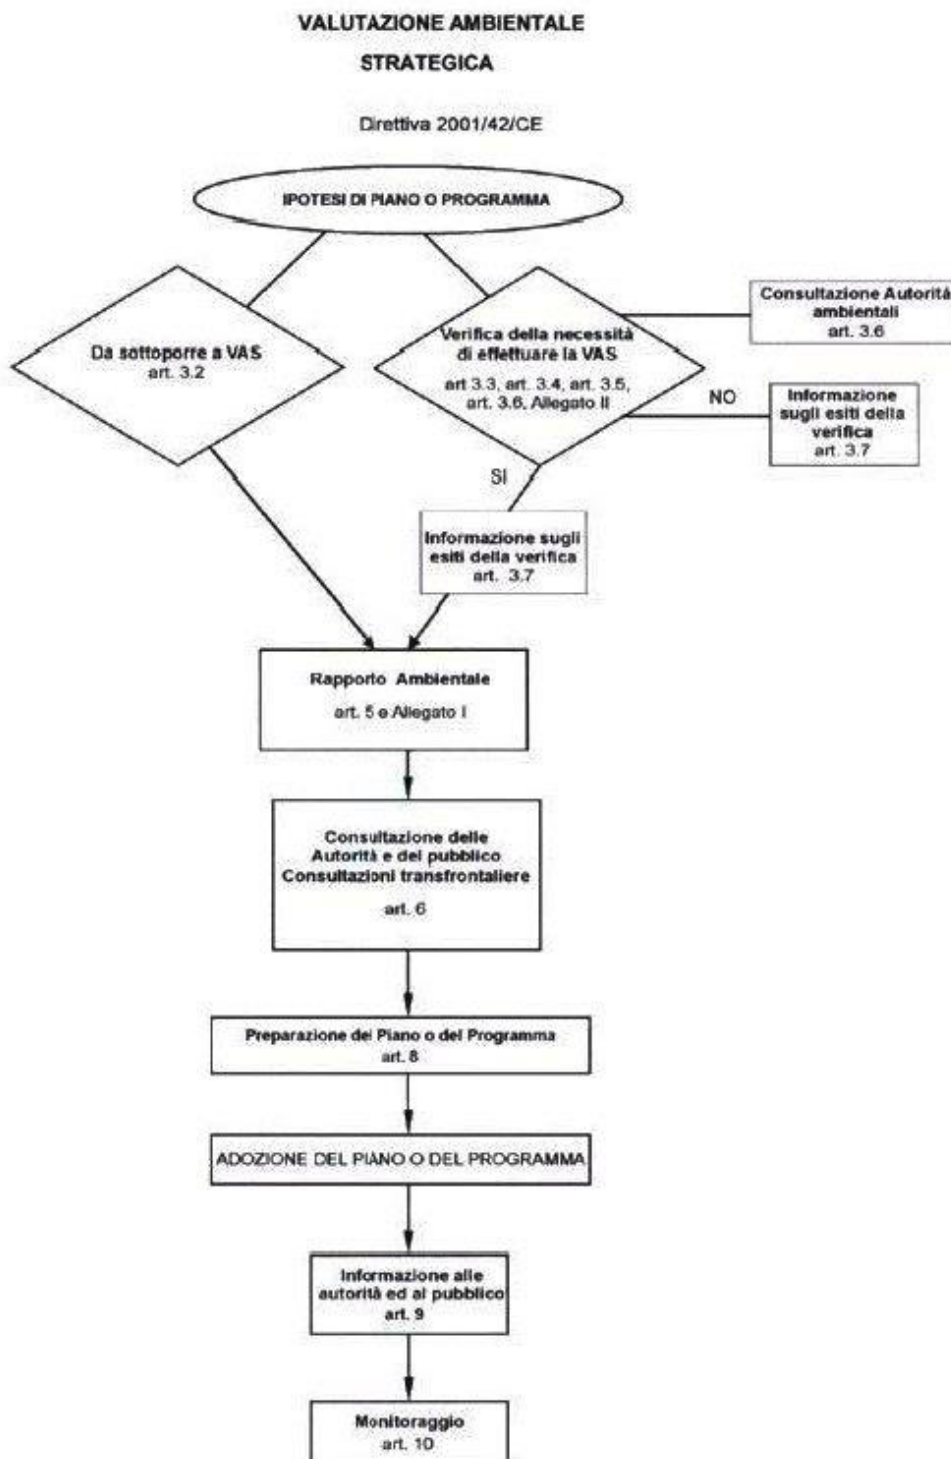 VALUTAZIONE AMBIENTALE
STRATEGICA
Direttiva 2001/42/CE
IPOTESI DI PIANO O PROGRAMMA
Da sottoporre a VAS
art. 3.2
Verifica della necessità
di effettuare la VAS
art 3.3, art. 3.4, art. 3.5,
art. 3.6, Allegato II
Consultazione Autorità
ambientali
art. 3.6
NO
Informazione
sugli esiti della
verifica
art. 3.7
SI
Informazione sugli
esiti della verifica
art. 3.7
Rapporto Ambientale
art. 5 e Allegato I
Consultazione delle
Autorità e del pubblico
Consultazioni transfrontaliere
art. 6
Preparazione del Piano o del Programma
art. 8
ADOZIONE DEL PIANO O DEL PROGRAMMA
Informazione alle
autorità ed al pubblico
art. 9
Monitoraggio
art. 10